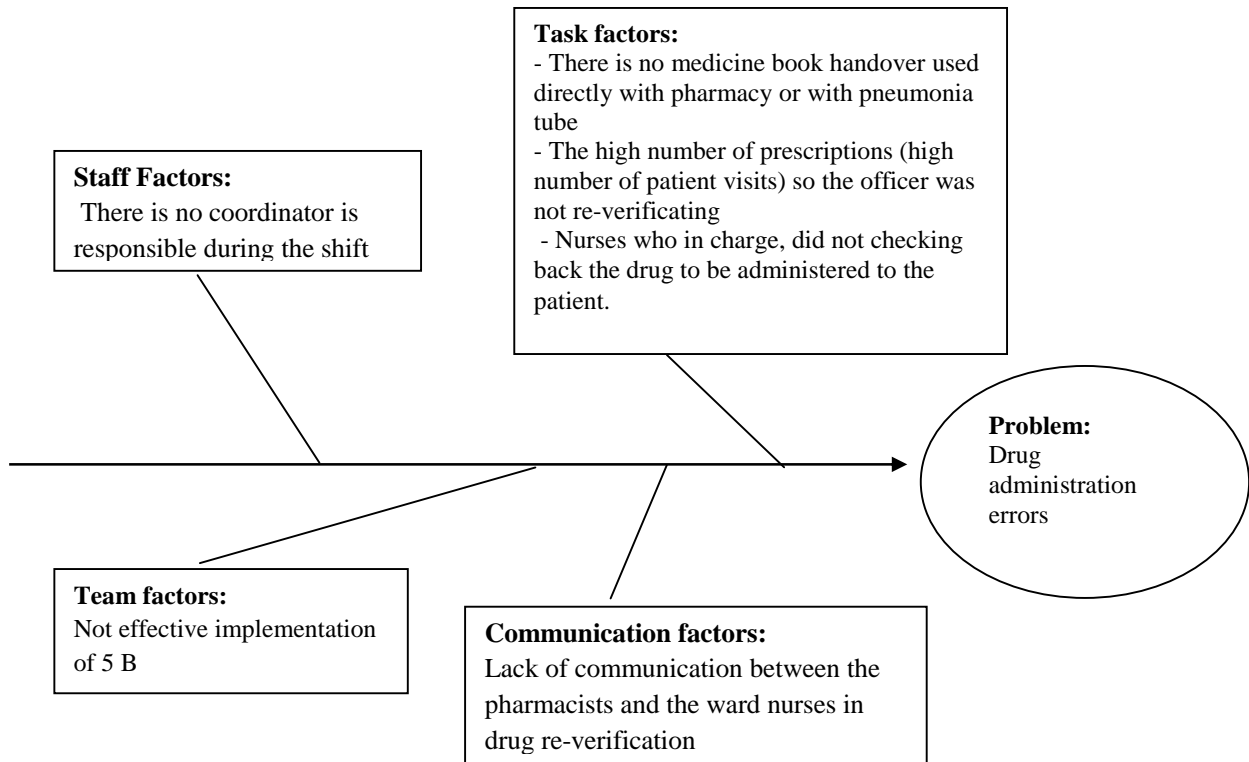 Task factors:
- There is no medicine book handover used
directly with pharmacy or with pneumonia
tube
- The high number of prescriptions (high
number of patient visits) so the officer was
not re-verificating
- Nurses who in charge, did not checking
back the drug to be administered to the
patient.
Staff Factors:
There is no coordinator is
responsible during the shift
Problem:
Drug
administration
errors
Team factors:
Not effective implementation
of 5 B
Communication factors:
Lack of communication between the
pharmacists and the ward nurses in
drug re-verification